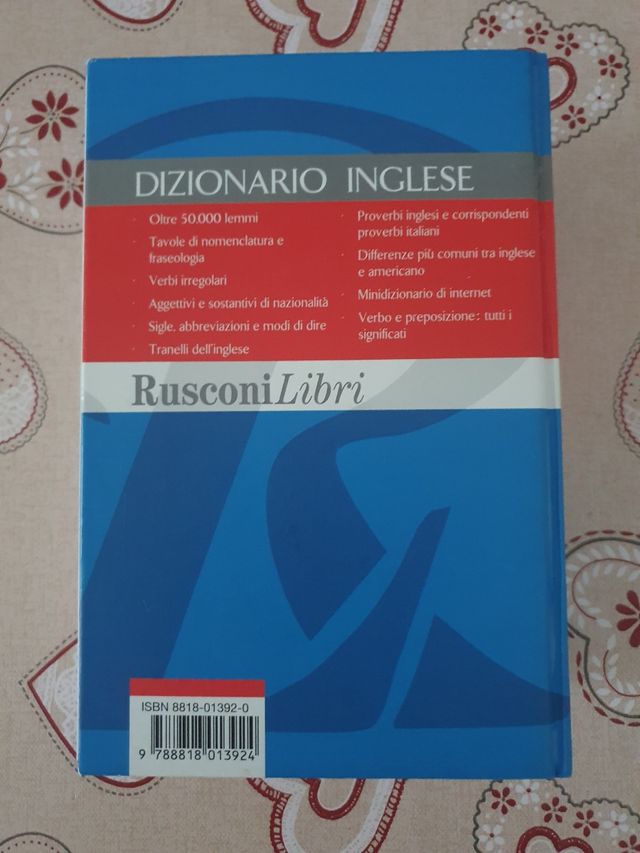 DIZIONARIO INGLESE
· Oltre 50.000 lemmi
· Tavole di nomenclatura e
fraseologia
· Verbi irregolari
· Aggettivi e sostantivi di nazionalità
· Sigle, abbreviazioni e modi di dire
· Tranelli dell'inglese
· Proverbi inglesi e corrispondenti
proverbi italiani
· Differenze più comuni tra inglese
e americano
· Minidizionario di internet
· Verbo e preposizione: tutti i
significati
RusconiLibri
ISBN 8818-01392-0
9 788818 013924